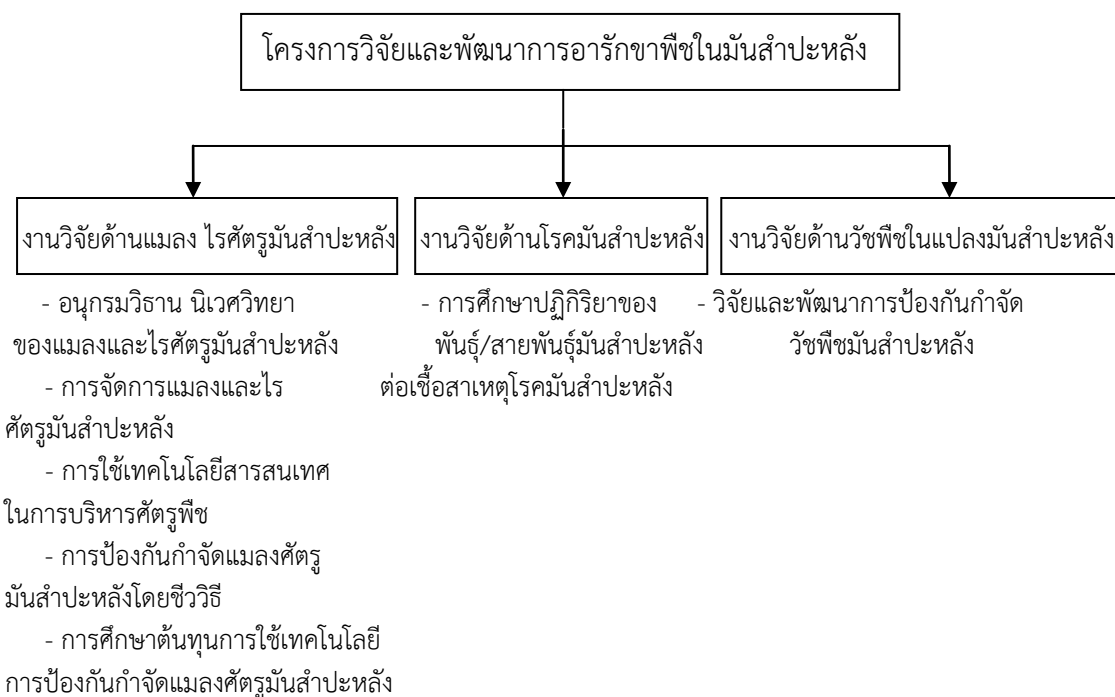 โครงการวิจัยและพัฒนาการอารักขาพืชในมันสำปะหลัง
งานวิจัยด้านแมลง ไรศัตรูมันสำปะหลัง
- อนุกรมวิธาน นิเวศวิทยา
ของแมลงและไรศัตรูมันสำปะหลัง
- การจัดการแมลงและไร
ศัตรูมันสำปะหลัง
- การใช้เทคโนโลยีสารสนเทศ
ในการบริหารศัตรูพืช
- การป้องกันกำจัดแมลงศัตรู
มันสำปะหลังโดยชีววิธี
- การศึกษาต้นทุนการใช้เทคโนโลยี
การป้องกันกำจัดแมลงศัตรูมันสำปะหลัง
งานวิจัยด้านโรคมันสำปะหลัง
- การศึกษาปฏิกิริยาของ
พันธุ์/สายพันธุ์มันสำปะหลัง
ต่อเชื้อสาเหตุโรคมันสำปะหลัง
งานวิจัยด้านวัชพืชในแปลงมันสำปะหลัง
- วิจัยและพัฒนาการป้องกันกำจัด
วัชพืชมันสำปะหลัง